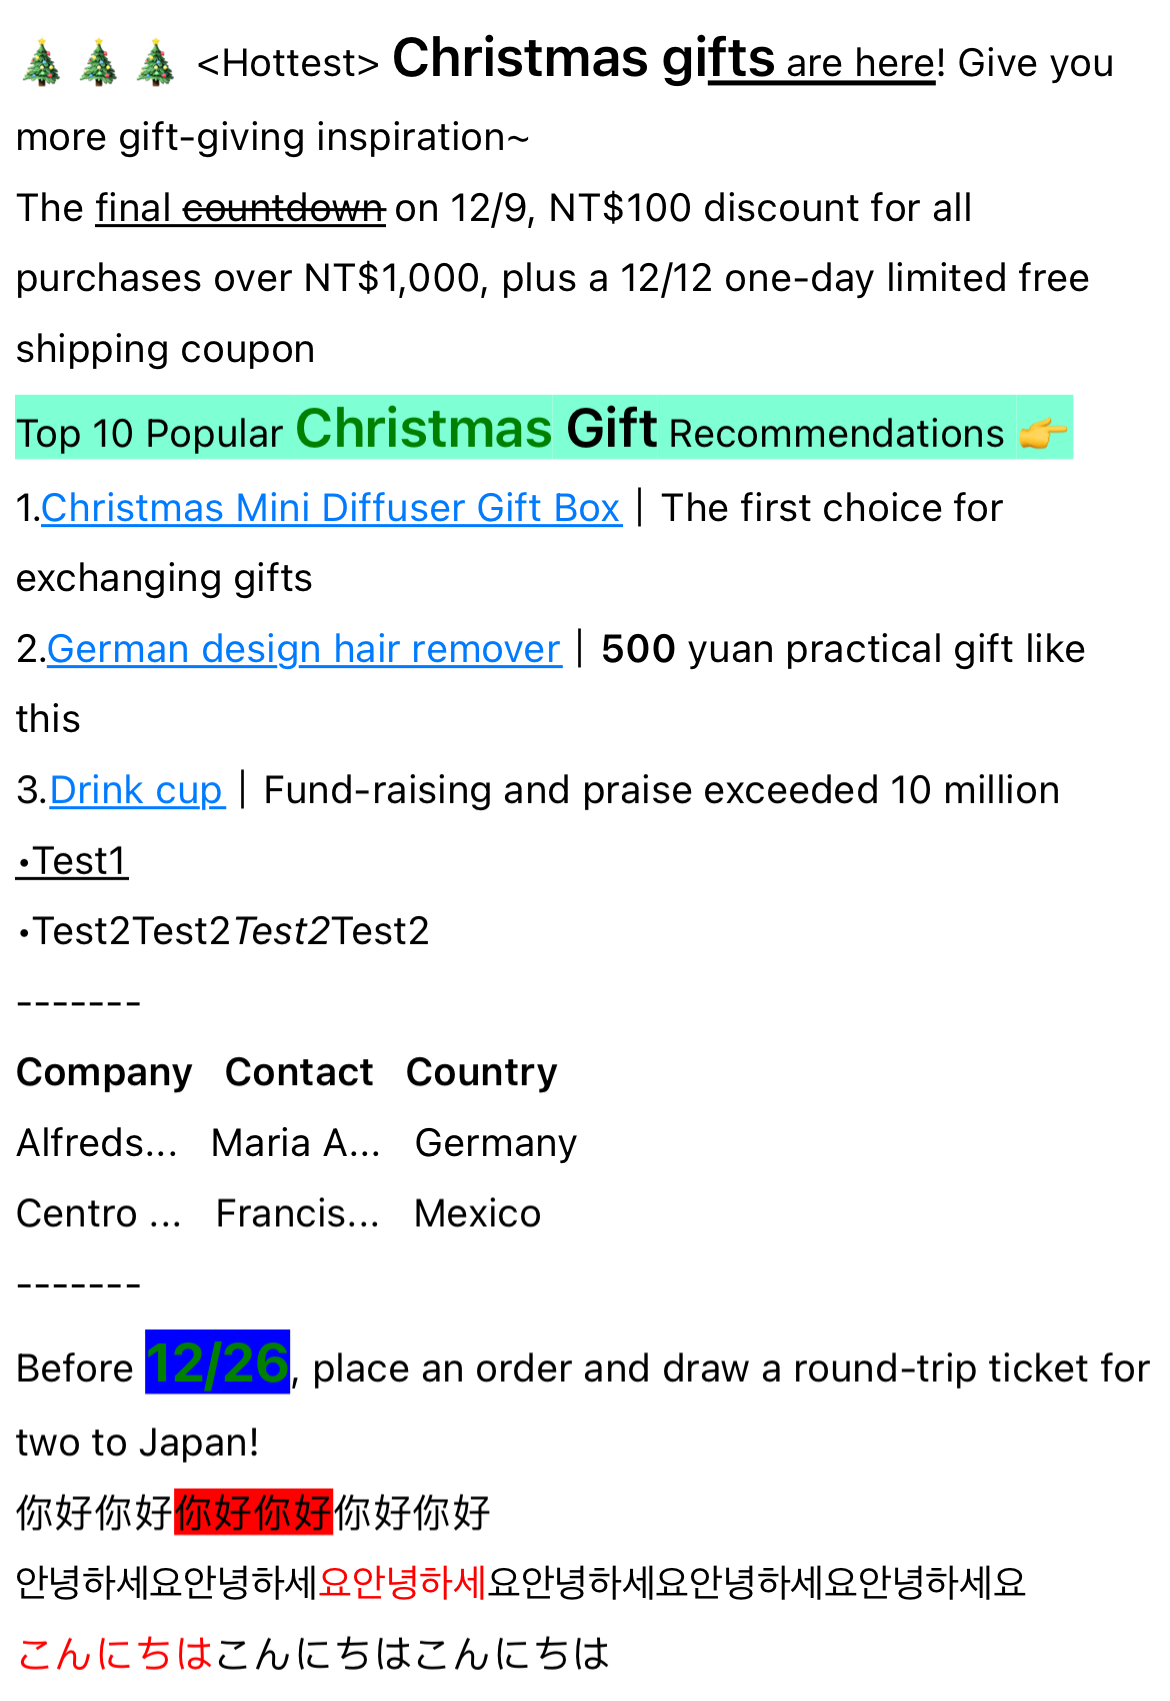 🎄🎄🎄 <Hottest> Christmas gifts are here! Give you
more gift-giving inspiration~
The final countdown on 12/9, NT$100 discount for all
purchases over NT$1,000, plus a 12/12 one-day limited free
shipping coupon
Top 10 Popular Christmas Gift Recommendations 👉
1.Christmas Mini Diffuser Gift Box｜The first choice for
exchanging gifts
2.German design hair remover｜500 yuan practical gift like
this
3.Drink cup｜Fund-raising and praise exceeded 10 million
•Test1
•Test2Test2Test2Test2
-------
Company Contact Country
Alfreds... Maria A... Germany
Centro ... Francis... Mexico
-------
Before 12/26, place an order and draw a round-trip ticket for
two to Japan!
你好你好你好你好你好你好
안녕하세요안녕하세요안녕하세요안녕하세요안녕하세요안녕하세요
こんにちはこんにちはこんにちは